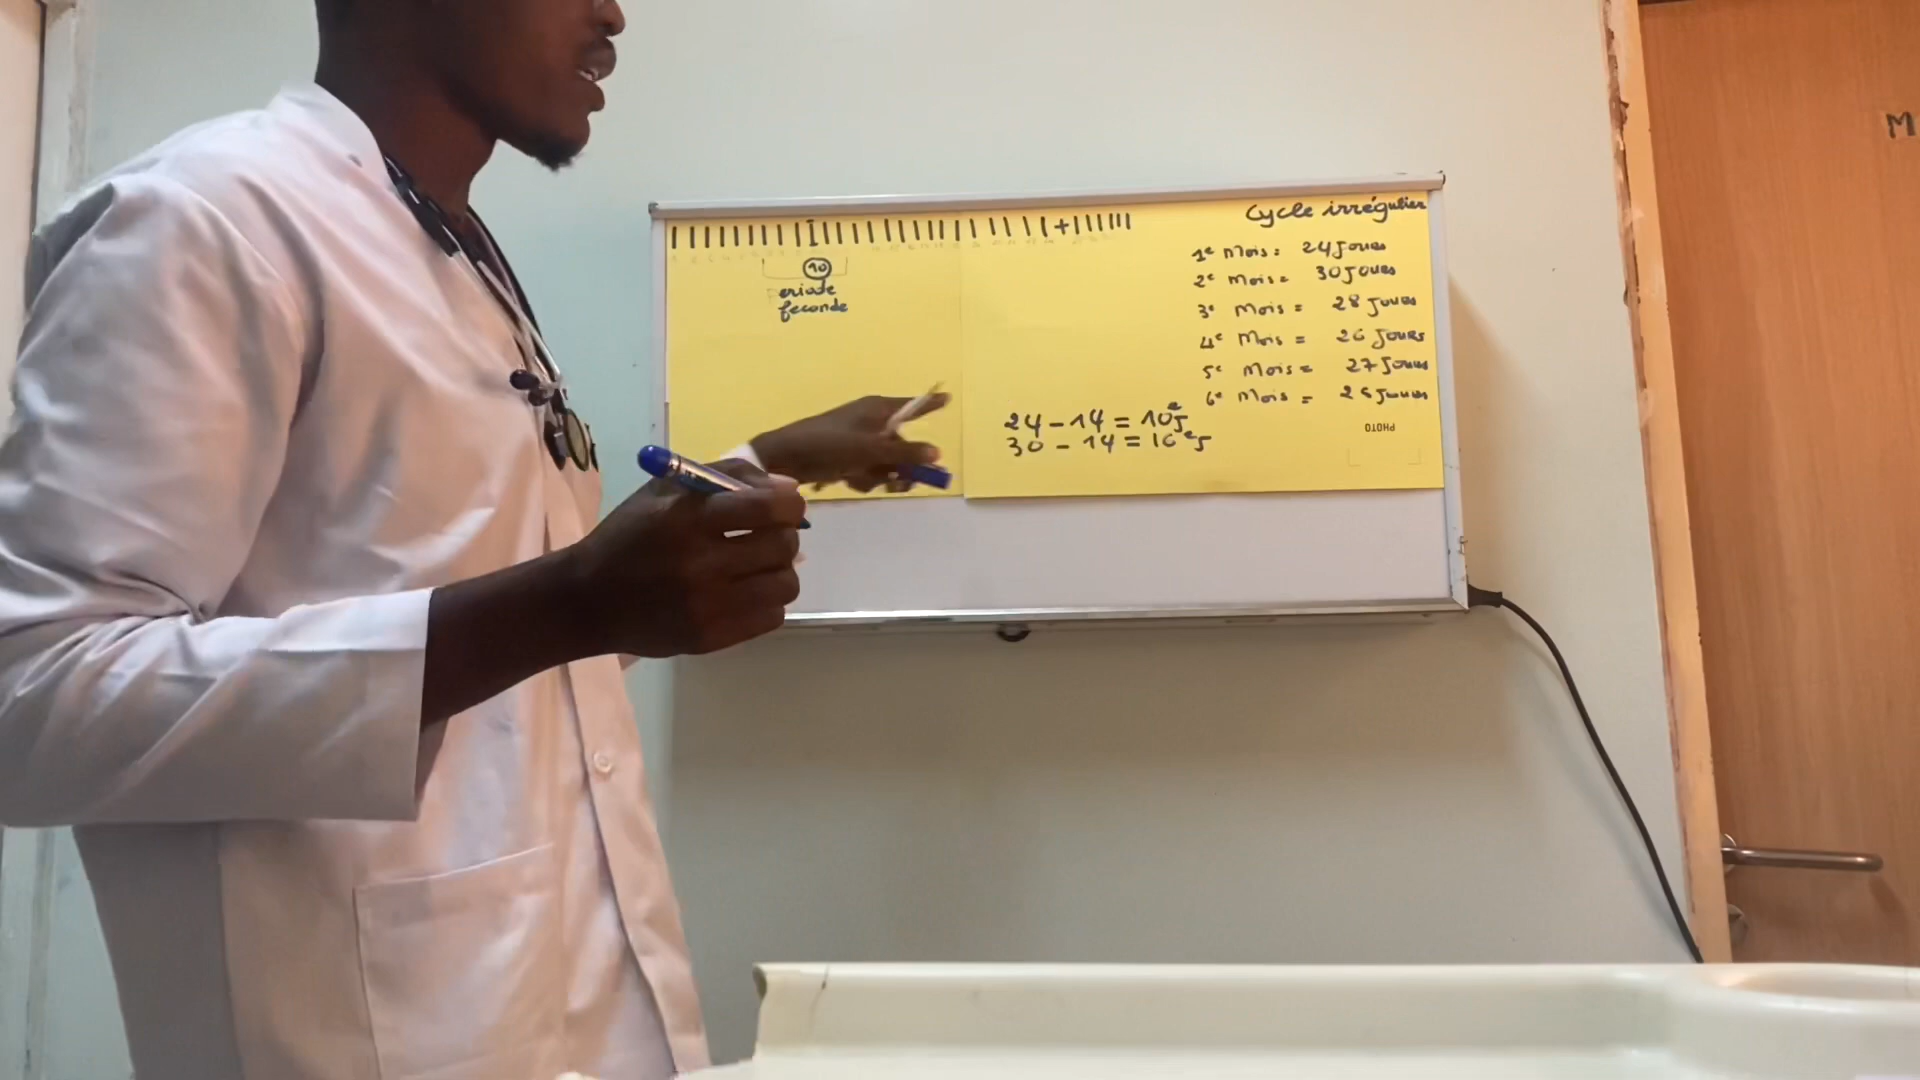 Cycle irrégulier
1e Mois = 24 Jours
2e Mois = 30 Jours
3e Mois = 28 Jours
4e Mois = 26 Jours
5e Mois = 27 Jours
6e Mois = Jours
10
Periode
feconde
24 - 14 = 10e J
30 - 14 = 16e J
PHOTO
M